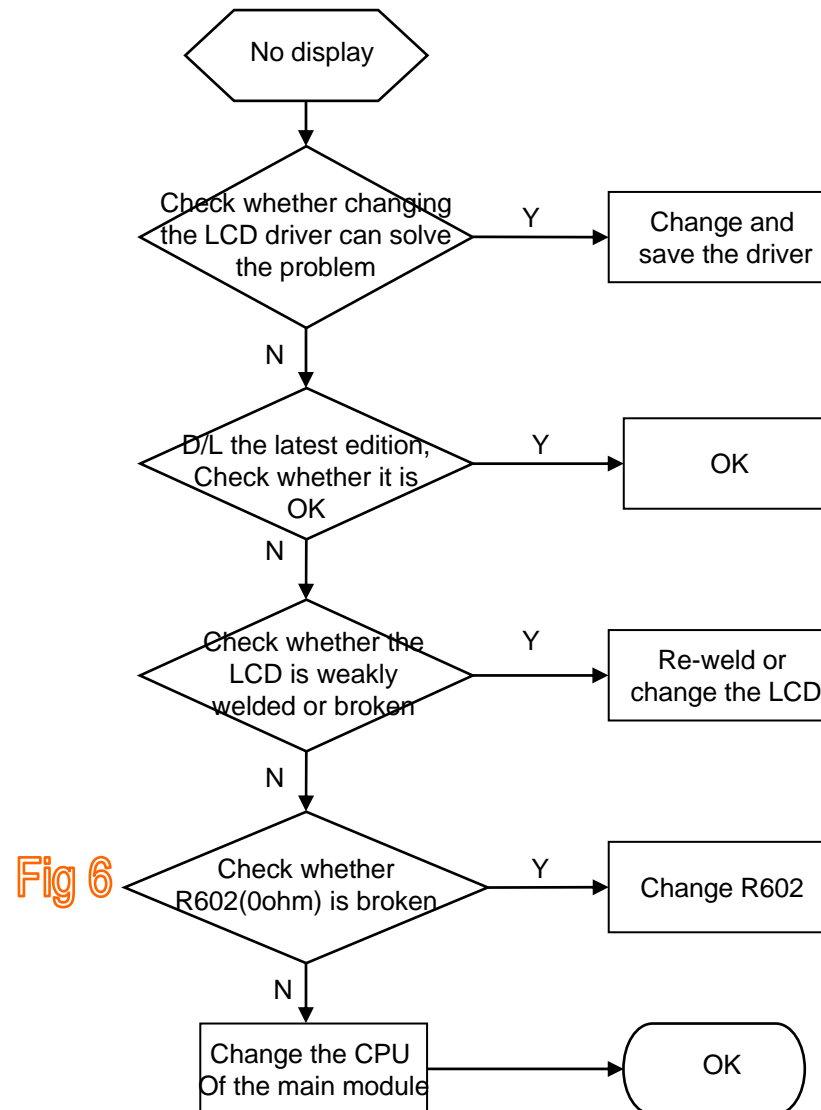 No display
Check whether changing
the LCD driver can solve
the problem
Y
Change and
save the driver
N
D/L the latest edition,
Check whether it is
OK
Y
OK
N
Check whether the
LCD is weakly
welded or broken
Y
Re-weld or
change the LCD
N
Fig 6
Check whether
R602(0ohm) is broken
Y
Change R602
N
Change the CPU
Of the main module
OK